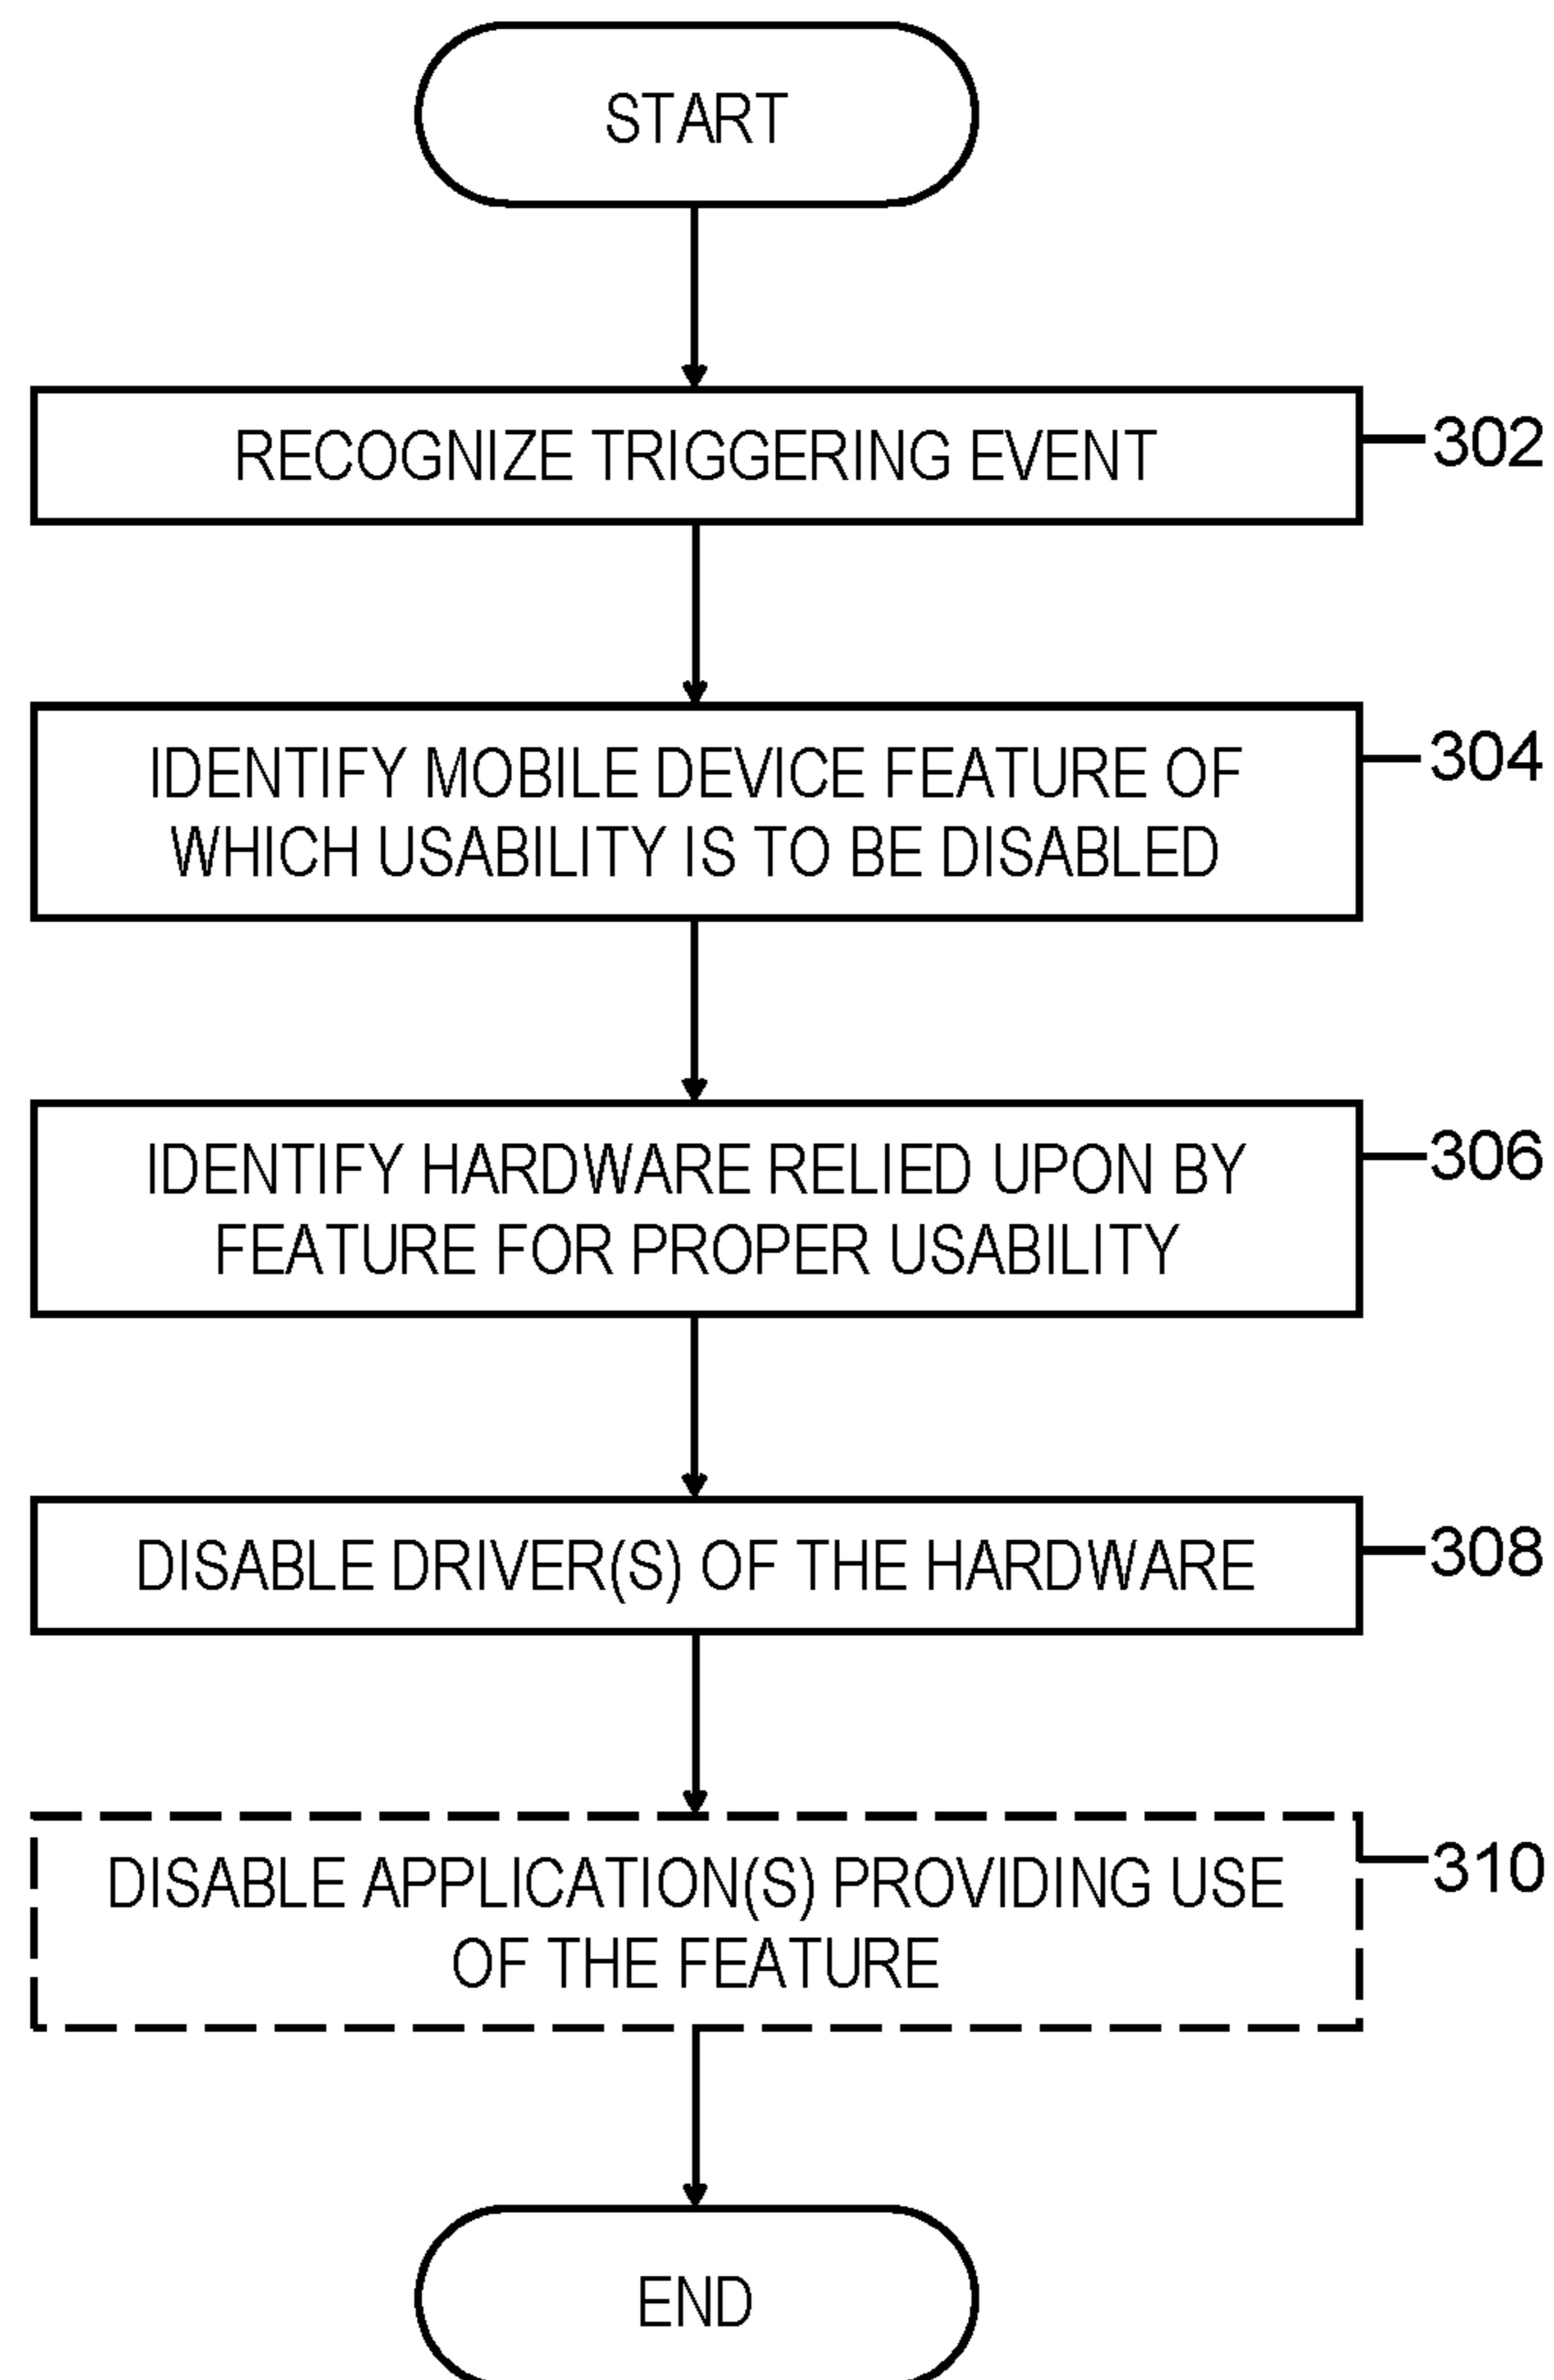 START
RECOGNIZE TRIGGERING EVENT
302
IDENTIFY MOBILE DEVICE FEATURE OF
WHICH USABILITY IS TO BE DISABLED
304
IDENTIFY HARDWARE RELIED UPON BY
FEATURE FOR PROPER USABILITY
306
DISABLE DRIVER(S) OF THE HARDWARE
308
DISABLE APPLICATION(S) PROVIDING USE
OF THE FEATURE
310
END